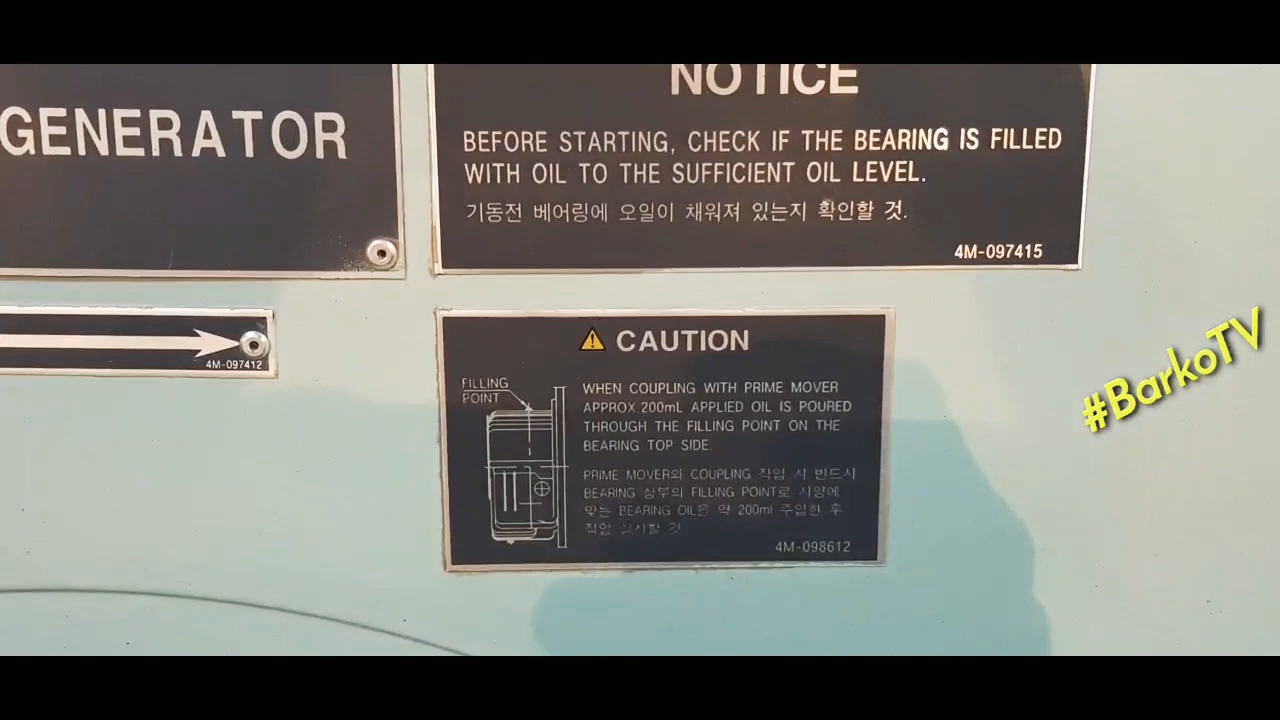 GENERATOR
4M-097412
NOTICE
BEFORE STARTING, CHECK IF THE BEARING IS FILLED
WITH OIL TO THE SUFFICIENT OIL LEVEL.
기동전 베어링에 오일이 채워져 있는지 확인할 것.
4M-097415
CAUTION
FILLING
POINT
WHEN COUPLING WITH PRIME MOVER
APPROX.200mL APPLIED OIL IS POURED
THROUGH THE FILLING POINT ON THE
BEARING TOP SIDE.
PRIME MOVER와 COUPLING 작업 시 반드시
BEARING 상부의 FILLING POINT로 사양에
맞는 BEARING OIL을 약 200ml 주입한 후
작업 실시할 것
4M-098612
#BarkoTV